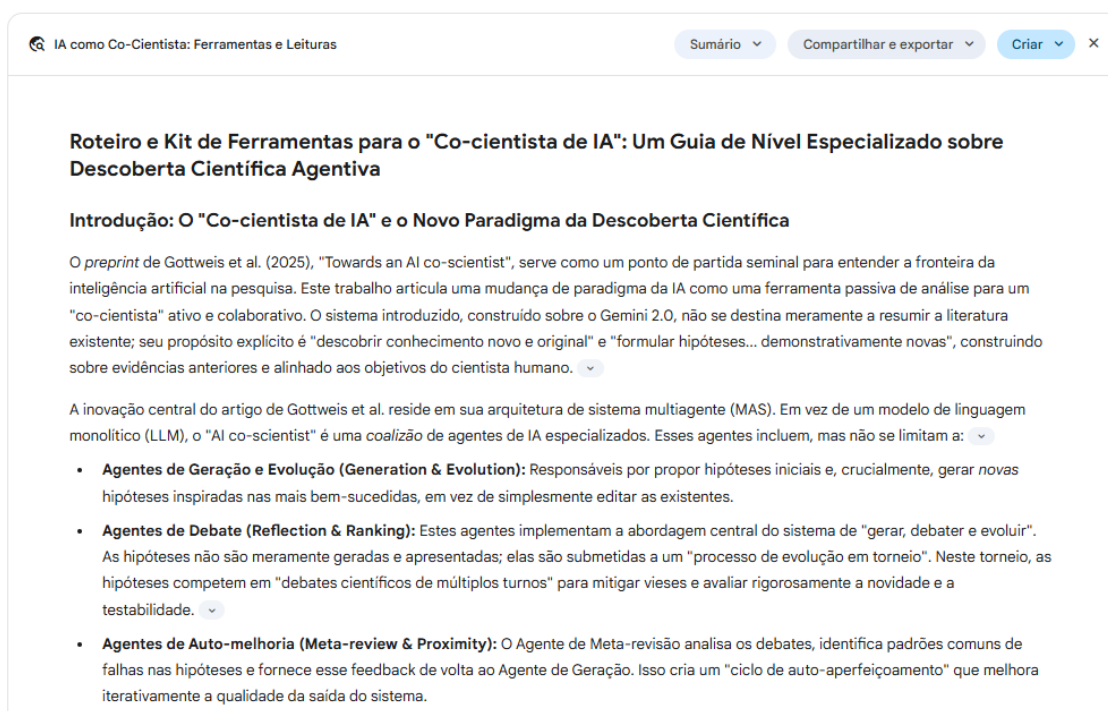 IA como Co-Cientista: Ferramentas e Leituras
Sumário
Compartilhar e exportar
Criar
Roteiro e Kit de Ferramentas para o "Co-cientista de IA": Um Guia de Nível Especializado sobre
Descoberta Científica Agentiva
Introdução: O "Co-cientista de IA" e o Novo Paradigma da Descoberta Científica
O preprint de Gottweis et al. (2025), "Towards an AI co-scientist", serve como um ponto de partida seminal para entender a fronteira da
inteligência artificial na pesquisa. Este trabalho articula uma mudança de paradigma da IA como uma ferramenta passiva de análise para um
"co-cientista" ativo e colaborativo. O sistema introduzido, construído sobre o Gemini 2.0, não se destina meramente a resumir a literatura
existente; seu propósito explícito é "descobrir conhecimento novo e original" e "formular hipóteses... demonstrativamente novas", construindo
sobre evidências anteriores e alinhado aos objetivos do cientista humano.
A inovação central do artigo de Gottweis et al. reside em sua arquitetura de sistema multiagente (MAS). Em vez de um modelo de linguagem
monolítico (LLM), o "AI co-scientist" é uma coalizão de agentes de IA especializados. Esses agentes incluem, mas não se limitam a:
• Agentes de Geração e Evolução (Generation & Evolution): Responsáveis por propor hipóteses iniciais e, crucialmente, gerar novas
hipóteses inspiradas nas mais bem-sucedidas, em vez de simplesmente editar as existentes.
• Agentes de Debate (Reflection & Ranking): Estes agentes implementam a abordagem central do sistema de "gerar, debater e evoluir".
As hipóteses não são meramente geradas e apresentadas; elas são submetidas a um "processo de evolução em torneio". Neste torneio, as
hipóteses competem em "debates científicos de múltiplos turnos" para mitigar vieses e avaliar rigorosamente a novidade e a
testabilidade.
• Agentes de Auto-melhoria (Meta-review & Proximity): O Agente de Meta-revisão analisa os debates, identifica padrões comuns de
falhas nas hipóteses e fornece esse feedback de volta ao Agente de Geração. Isso cria um "ciclo de auto-aperfeiçoamento" que melhora
iterativamente a qualidade da saída do sistema.